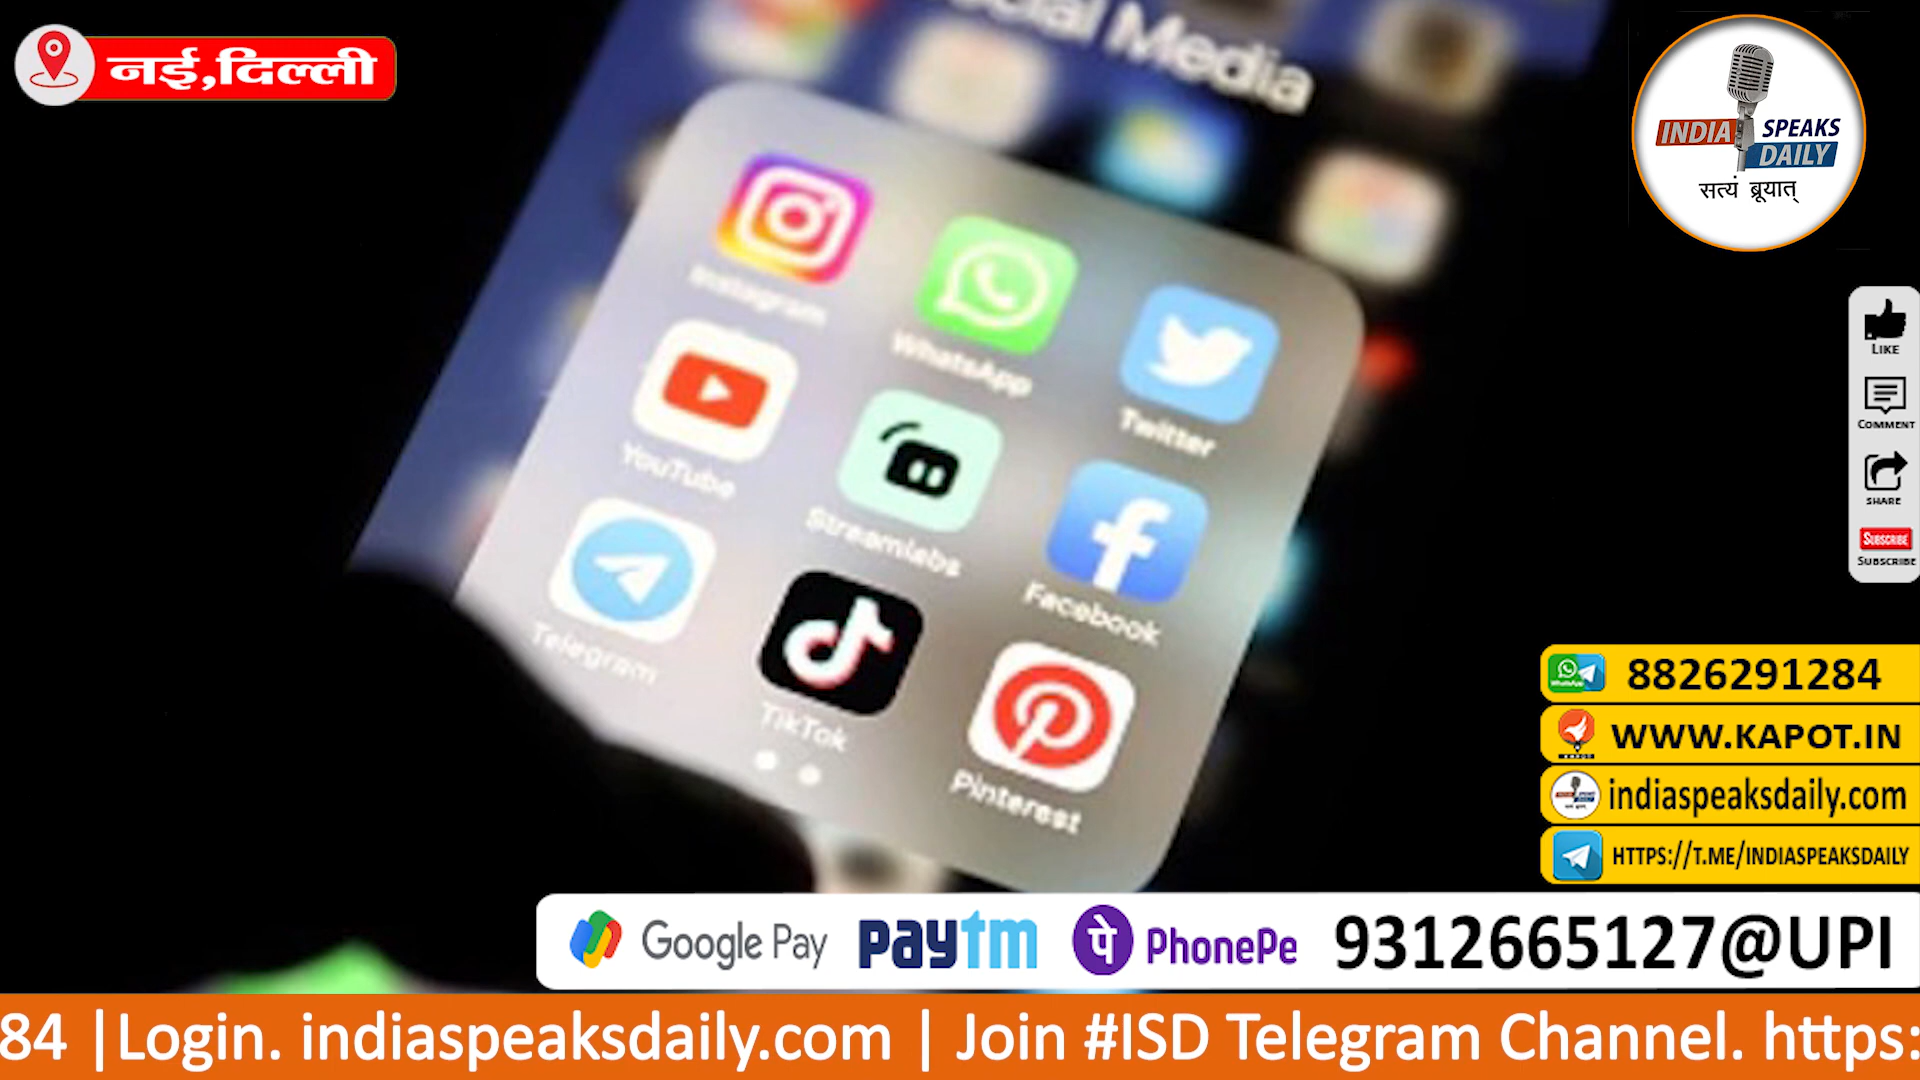 नई,दिल्ली
Social Media
INDIA SPEAKS
DAILY
सत्यं ब्रूयात्
Instagram
WhatsApp
Twitter
YouTube
Streamlabs
Facebook
Telegram
TikTok
Pinterest
LIKE
COMMENT
SHARE
SUBSCRIBE
SUBSCRIBE
8826291284
WWW.KAPOT.IN
indiaspeaksdaily.com
HTTPS://T.ME/INDIASPEAKSDAILY
Google Pay paytm पे PhonePe 9312665127@UPI
84 |Login. indiaspeaksdaily.com | Join #ISD Telegram Channel. https: